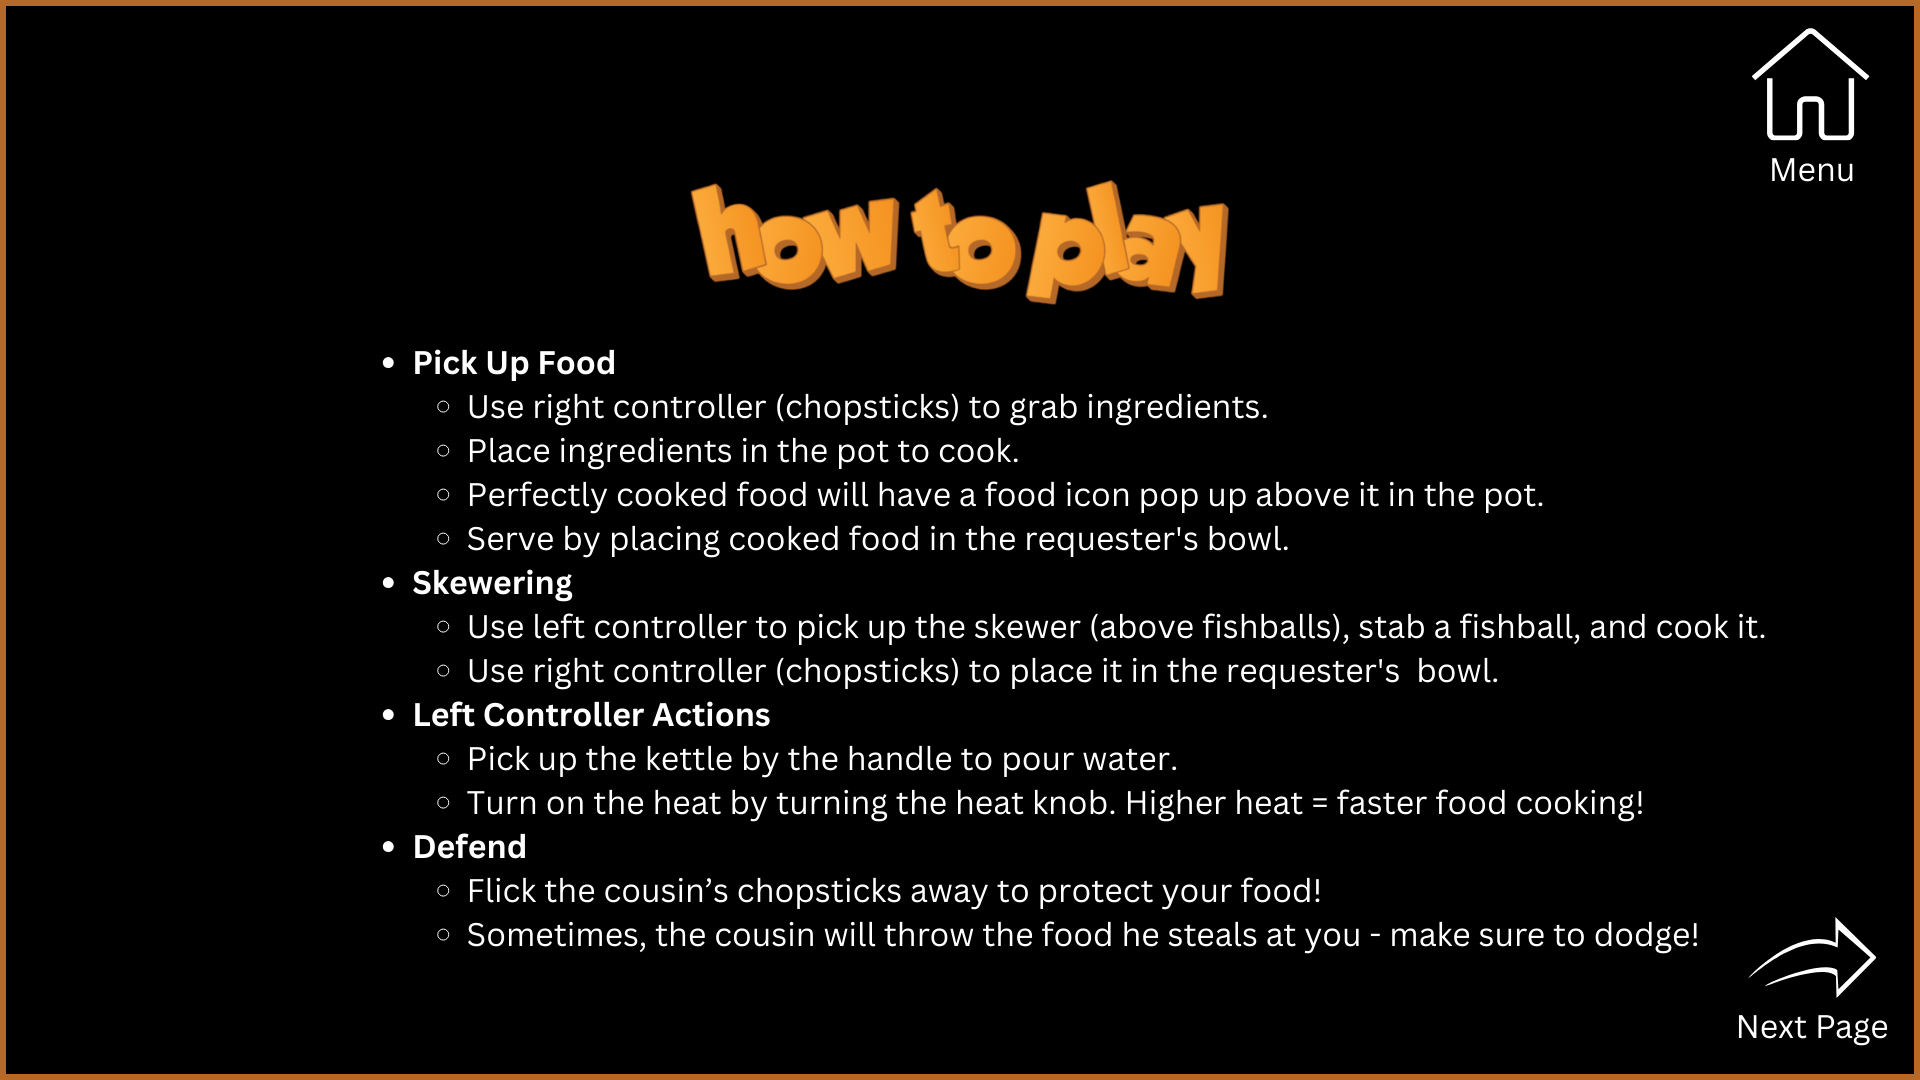 Menu
how to play
• Pick Up Food
○ Use right controller (chopsticks) to grab ingredients.
○ Place ingredients in the pot to cook.
○ Perfectly cooked food will have a food icon pop up above it in the pot.
○ Serve by placing cooked food in the requester's bowl.
• Skewering
○ Use left controller to pick up the skewer (above fishballs), stab a fishball, and cook it.
○ Use right controller (chopsticks) to place it in the requester's  bowl.
• Left Controller Actions
○ Pick up the kettle by the handle to pour water.
○ Turn on the heat by turning the heat knob. Higher heat = faster food cooking!
• Defend
○ Flick the cousin’s chopsticks away to protect your food!
○ Sometimes, the cousin will throw the food he steals at you - make sure to dodge!
Next Page